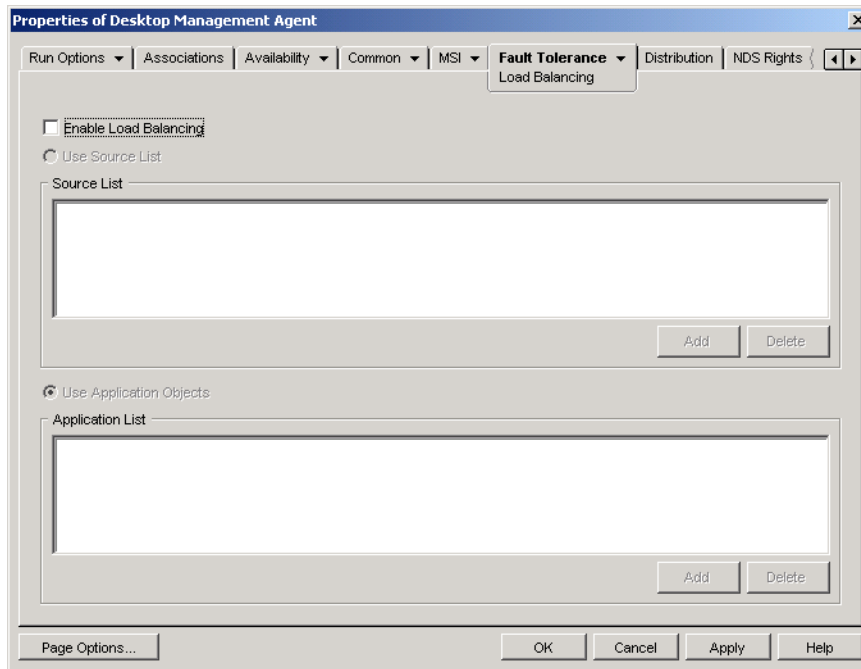 Properties of Desktop Management Agent
Run Options Associations Availability Common MSI Fault Tolerance Distribution NDS Rights
Load Balancing
Enable Load Balancing
Use Source List
Source List
Add Delete
Use Application Objects
Application List
Add Delete
Page Options... OK Cancel Apply Help